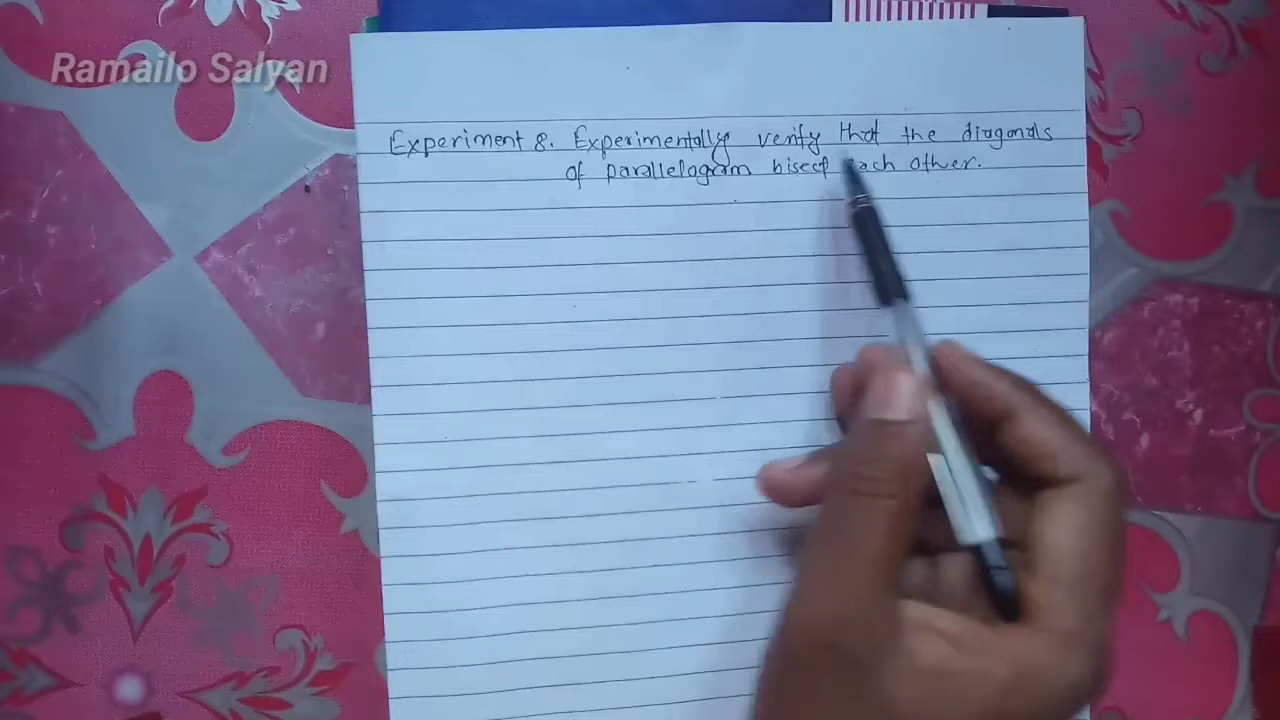 Ramailo Salyan
Experiment 8. Experimentally verify that the diagonals
of parallelogram bisect each other.